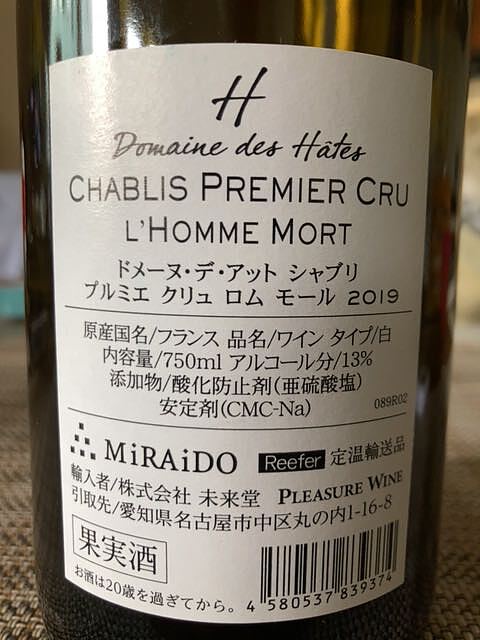 H
Domaine des Hâtes
CHABLIS PREMIER CRU
L'HOMME MORT
ドメーヌ・デ・アット シャブリ
プルミエ クリュ ロム モール 2019
原産国名/フランス 品名/ワイン タイプ/白
内容量/750ml アルコール分/13%
添加物/酸化防止剤(亜硫酸塩)
安定剤(CMC-Na)
089R02
MiRAiDO Reefer 定温輸送品
輸入者/株式会社 未来堂 PLEASURE WINE
引取先/愛知県名古屋市中区丸の内1-16-8
果実酒
お酒は20歳を過ぎてから。
4 580537 839374